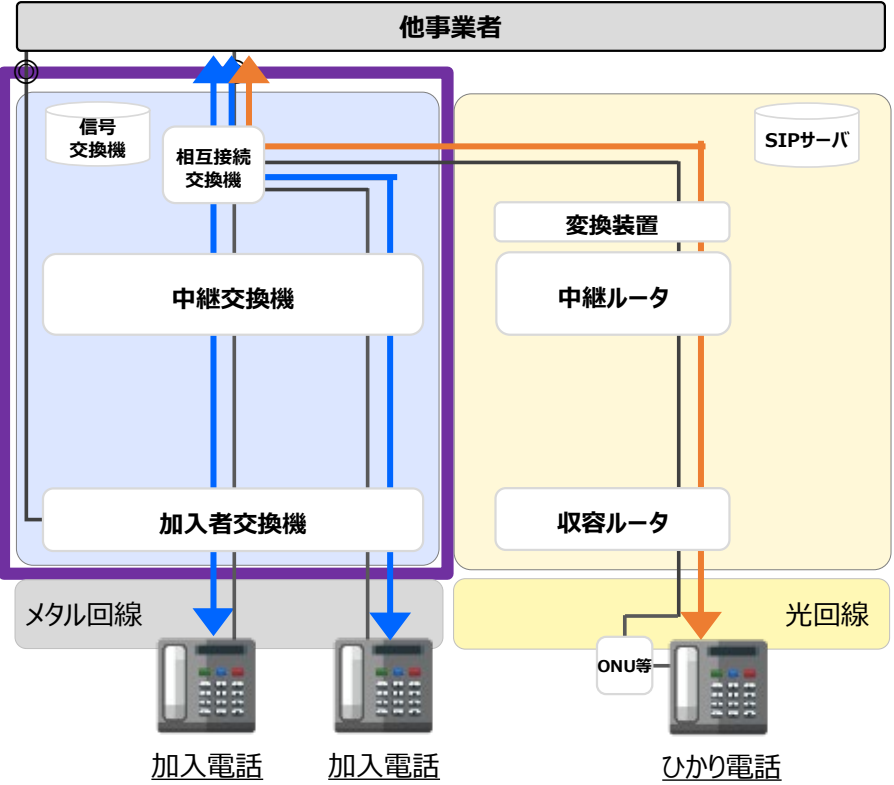 他事業者
信号
交換機
相互接続
交換機
SIPサーバ
変換装置
中継交換機
中継ルータ
加入者交換機
収容ルータ
メタル回線
光回線
ONU等
加入電話
加入電話
ひかり電話